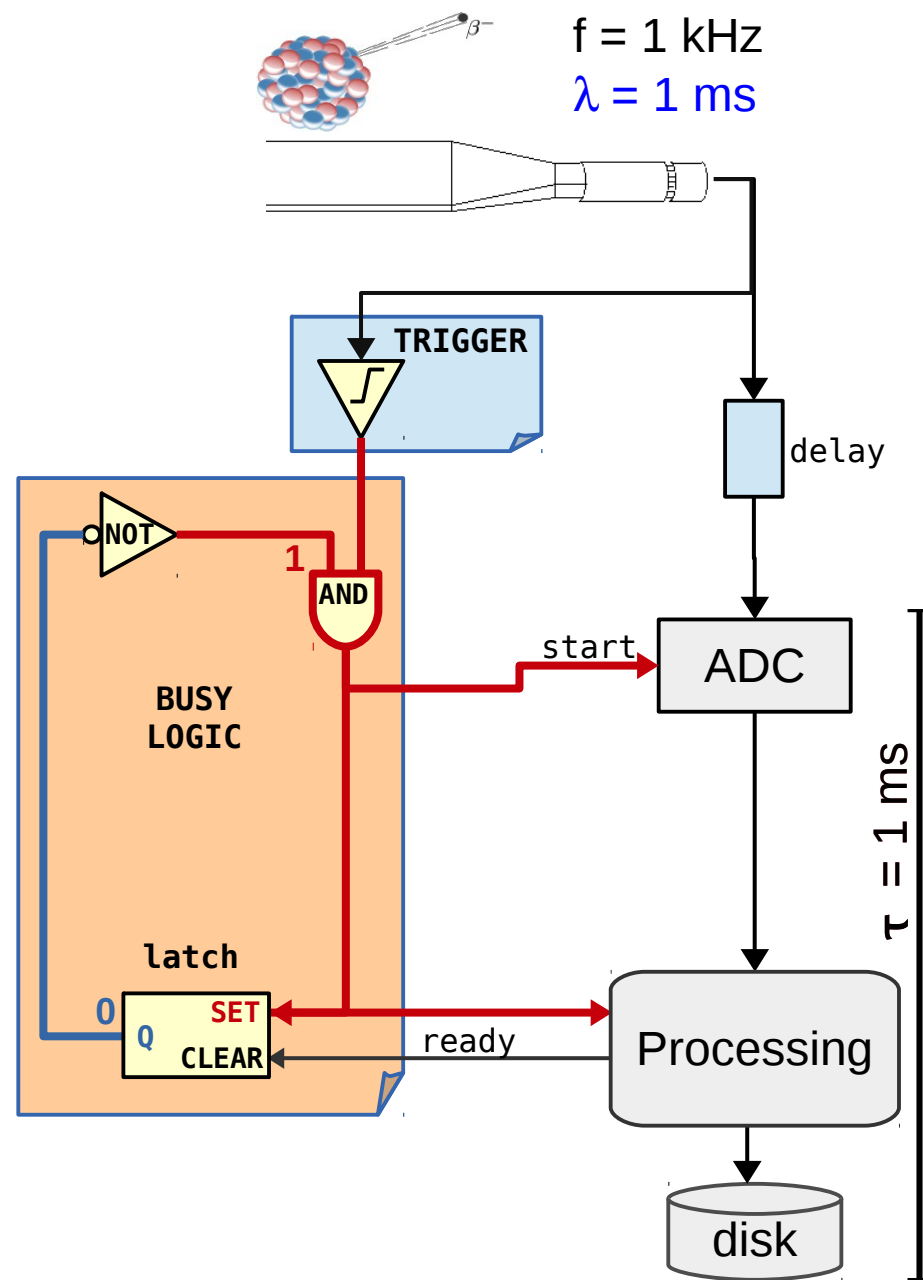 β⁻
f = 1 kHz
λ = 1 ms
TRIGGER
delay
NOT
1
AND
start
ADC
BUSY
LOGIC
τ = 1 ms
latch
O
SET
Q
CLEAR
ready
Processing
disk